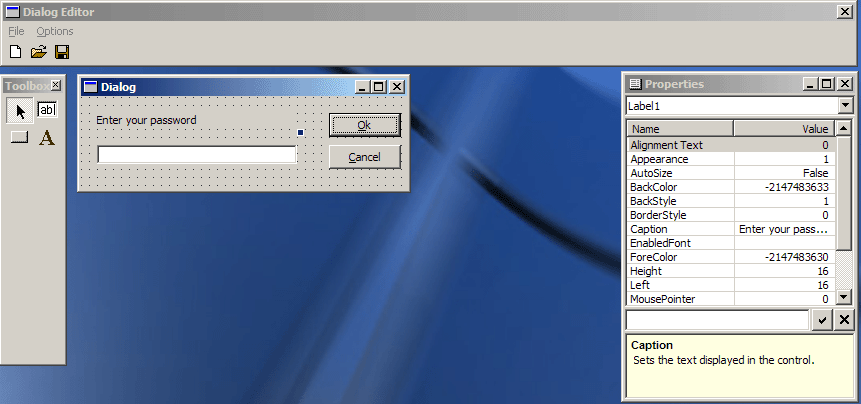 Dialog Editor
File Options
Toolbox
ab
A
Dialog
Enter your password
Ok
Cancel
Properties
Label1
Name Value
Alignment Text 0
Appearance 1
AutoSize False
BackColor -2147483633
BackStyle 1
BorderStyle 0
Caption Enter your pass...
EnabledFont
ForeColor -2147483630
Height 16
Left 16
MousePointer 0
Caption
Sets the text displayed in the control.